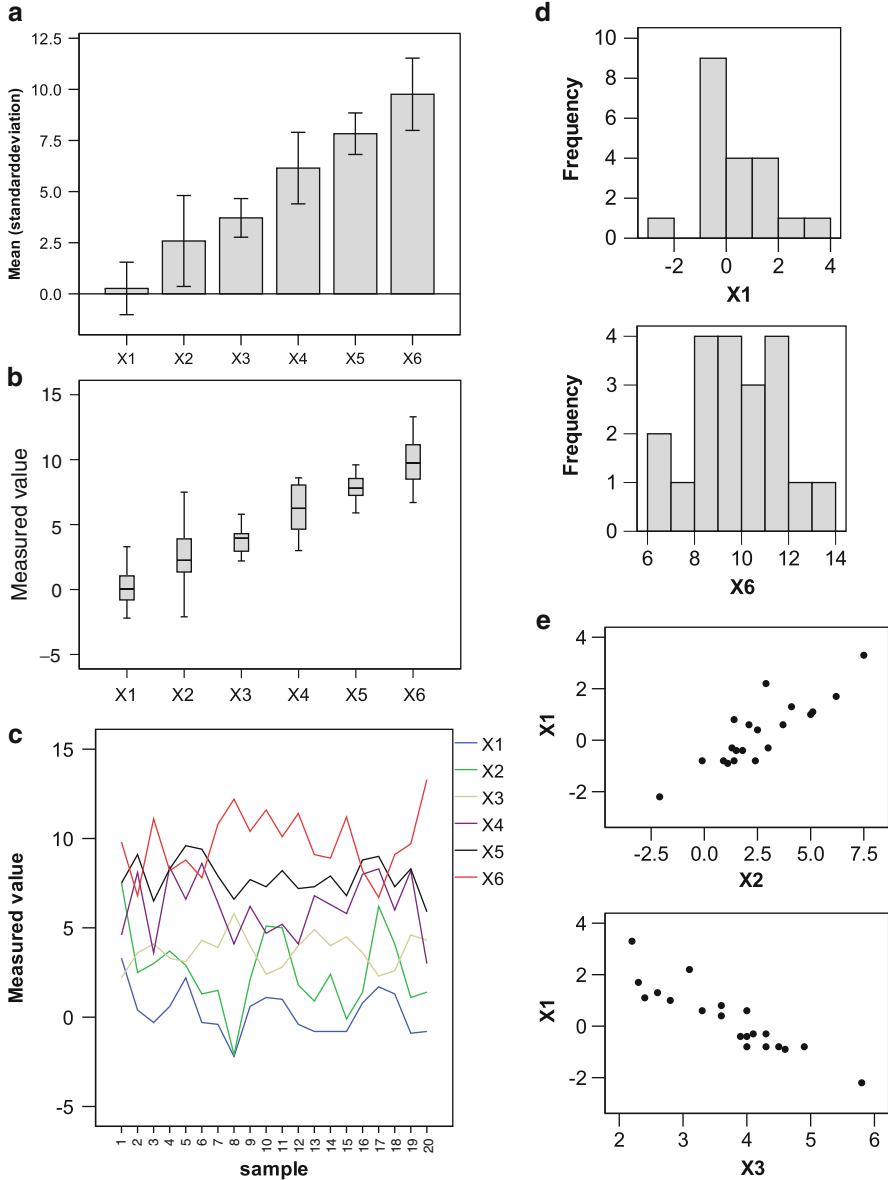 a
12.5
10.0
7.5
5.0
2.5
0.0
Mean (standarddeviation)
X1 X2 X3 X4 X5 X6
b
15
10
5
0
–5
Measured value
X1 X2 X3 X4 X5 X6
c
15
10
5
0
-5
Measured value
1 2 3 4 5 6 7 8 9 10 11 12 13 14 15 16 17 18 19 20
sample
X1
X2
X3
X4
X5
X6
d
10
8
6
4
2
0
Frequency
-2 0 2 4
X1
4
3
2
1
0
Frequency
6 8 10 12 14
X6
e
4
2
0
-2
X1
-2.5 0.0 2.5 5.0 7.5
X2
4
2
0
-2
X1
2 3 4 5 6
X3